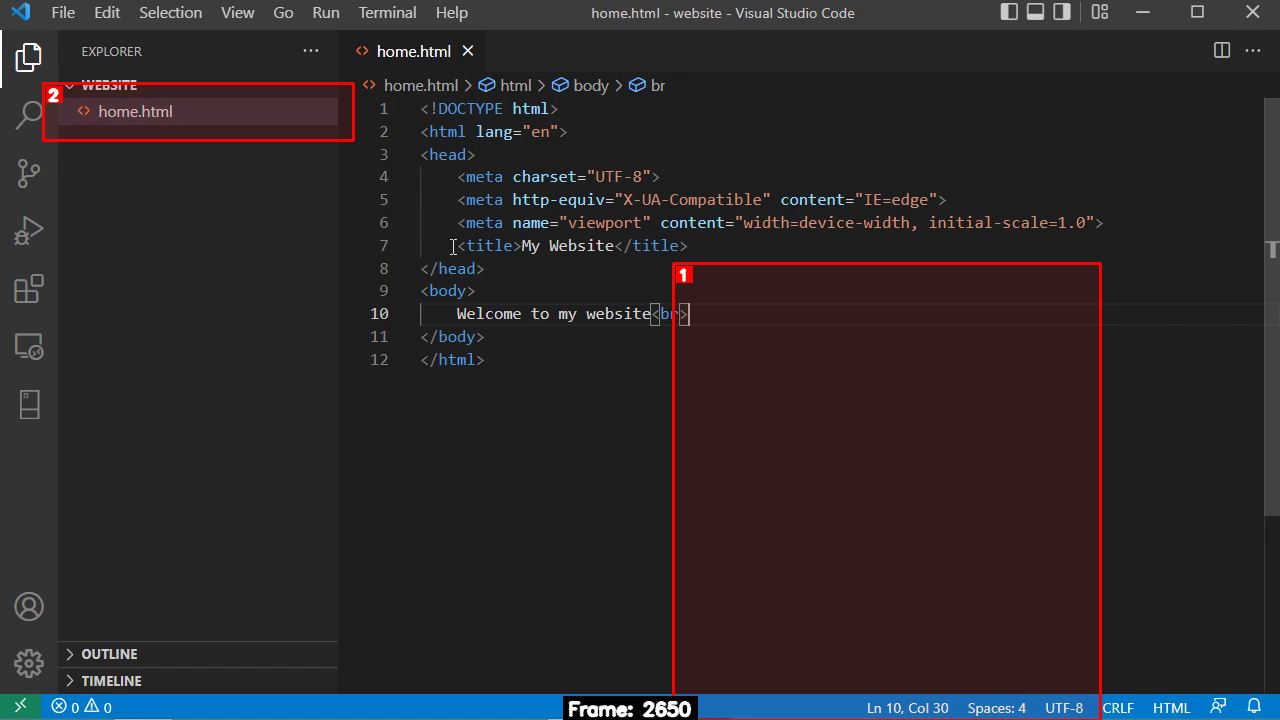 File Edit Selection View Go Run Terminal Help home.html - website - Visual Studio Code
EXPLORER
home.html
WEBSITE
home.html > html > body > br
2
home.html
1 <!DOCTYPE html>
2 <html lang="en">
3 <head>
4 <meta charset="UTF-8">
5 <meta http-equiv="X-UA-Compatible" content="IE=edge">
6 <meta name="viewport" content="width=device-width, initial-scale=1.0">
7 <title>My Website</title>
8 </head>
1
9 <body>
10 Welcome to my website<br>
11 </body>
12 </html>
OUTLINE
TIMELINE
0 0 Ln 10, Col 30 Spaces: 4 UTF-8 CRLF HTML
Frame: 2650